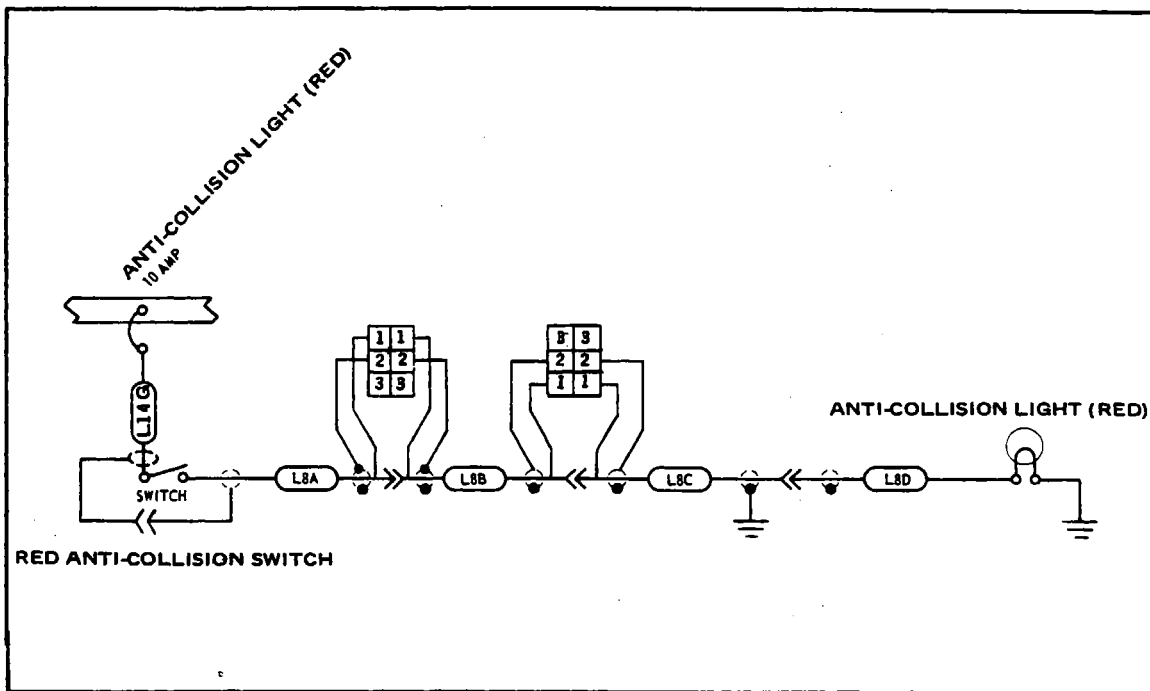 ANTI-COLLISION LIGHT (RED)
10 AMP
L14G
SWITCH
RED ANTI-COLLISION SWITCH
L8A
1 1
2 2
3 3
L8B
3 3
2 2
1 1
L8C
L8D
ANTI-COLLISION LIGHT (RED)